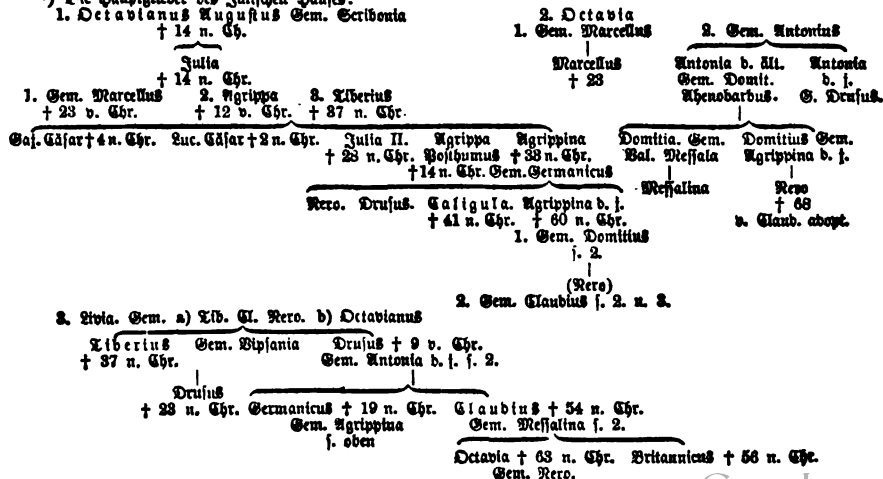 *) Die Hauptglieder des Julischen Hauses.
1. Octavianus Augustus Gem. Scribonia
† 14 n. Ch.
Julia
† 14 n. Chr.
1. Gem. Marcellus 2. Agrippa 3. Tiberius
† 23 v. Chr. † 12 v. Chr. † 37 n. Chr.
Gaj. Cäsar † 4 n. Chr. Luc. Cäsar † 2 n. Chr. Julia II. Agrippa Agrippina
† 28 n. Chr. Posthumus † 33 n. Chr.
† 14 n. Chr. Gem. Germanicus
Nero. Drusus. Caligula. Agrippina d. j.
† 41 n. Chr. † 60 n. Chr.
1. Gem. Domitius
s. 2.
(Nero)
2. Gem. Claudius s. 2. u. 3.
2. Octavia
1. Gem. Marcellus 2. Gem. Antonius
Marcellus
† 23
Antonia d. ält. Antonia
Gem. Domit. d. j.
Ahenobarbus. G. Drusus.
Domitia. Gem. Domitius Gem.
Val. Messala Agrippina d. j.
Messalina Nero
† 68
v. Claud. adopt.
3. Livia. Gem. a) Tib. Cl. Nero. b) Octavianus
Tiberius Gem. Vipsania Drusus † 9 v. Chr.
† 37 n. Chr. Gem. Antonia d. j. s. 2.
Drusus
† 23 n. Chr. Germanicus † 19 n. Chr. Claudius † 54 n. Chr.
Gem. Agrippina Gem. Messalina s. 2.
s. oben
Octavia † 63 n. Chr. Britannicus † 56 n. Chr.
Gem. Nero.